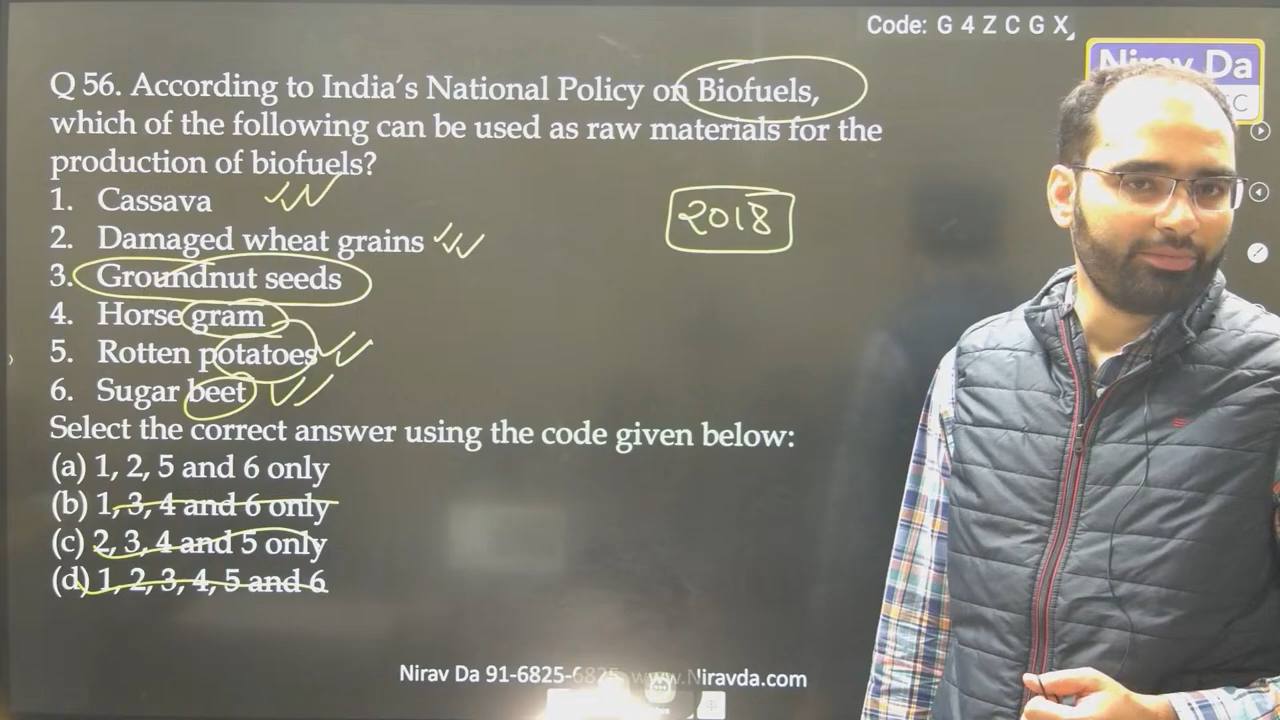 Code: G 4 Z C G X
Nirav Da
SC
Q 56. According to India's National Policy on Biofuels,
which of the following can be used as raw materials for the
production of biofuels?
1. Cassava
2. Damaged wheat grains
2018
3. Groundnut seeds
4. Horse gram
5. Rotten potatoes
6. Sugar beet
Select the correct answer using the code given below:
(a) 1, 2, 5 and 6 only
(b) 1, 3, 4 and 6 only
(c) 2, 3, 4 and 5 only
(d) 1, 2, 3, 4, 5 and 6
Nirav Da 91-6825-6825 www.Niravda.com